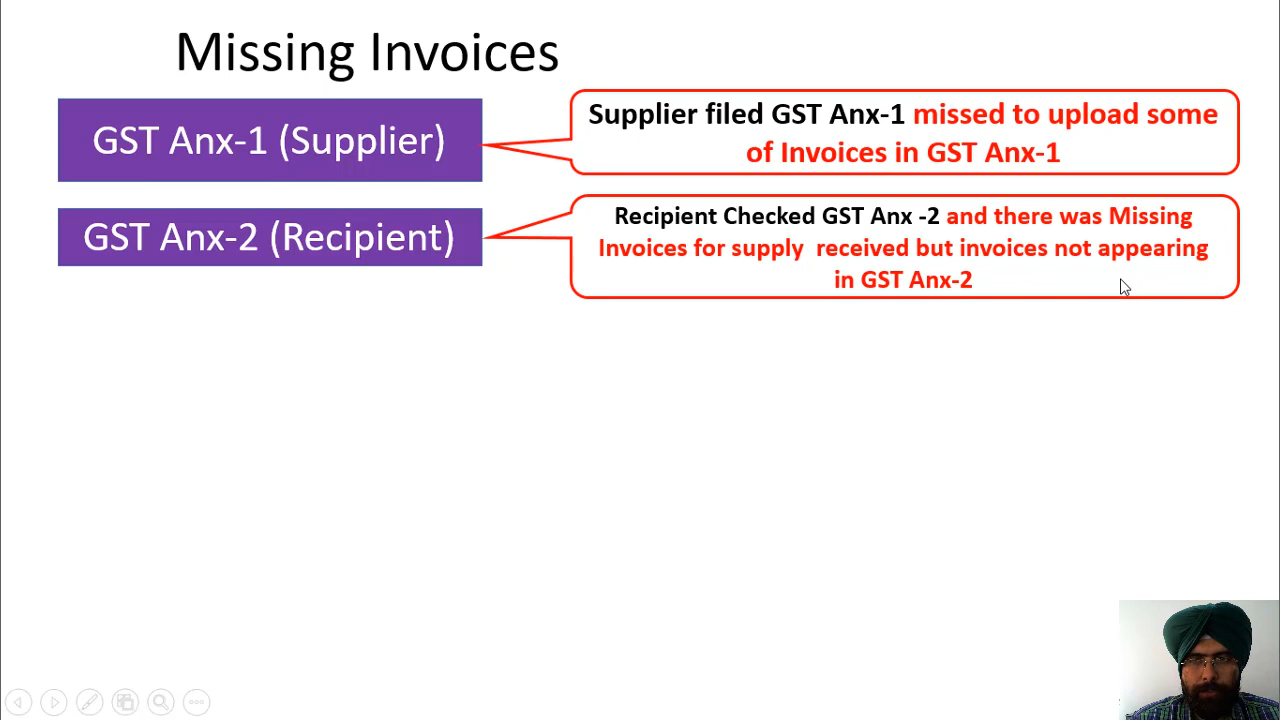 Missing Invoices
GST Anx-1 (Supplier)
Supplier filed GST Anx-1 missed to upload some
of Invoices in GST Anx-1
GST Anx-2 (Recipient)
Recipient Checked GST Anx -2 and there was Missing
Invoices for supply  received but invoices not appearing
in GST Anx-2